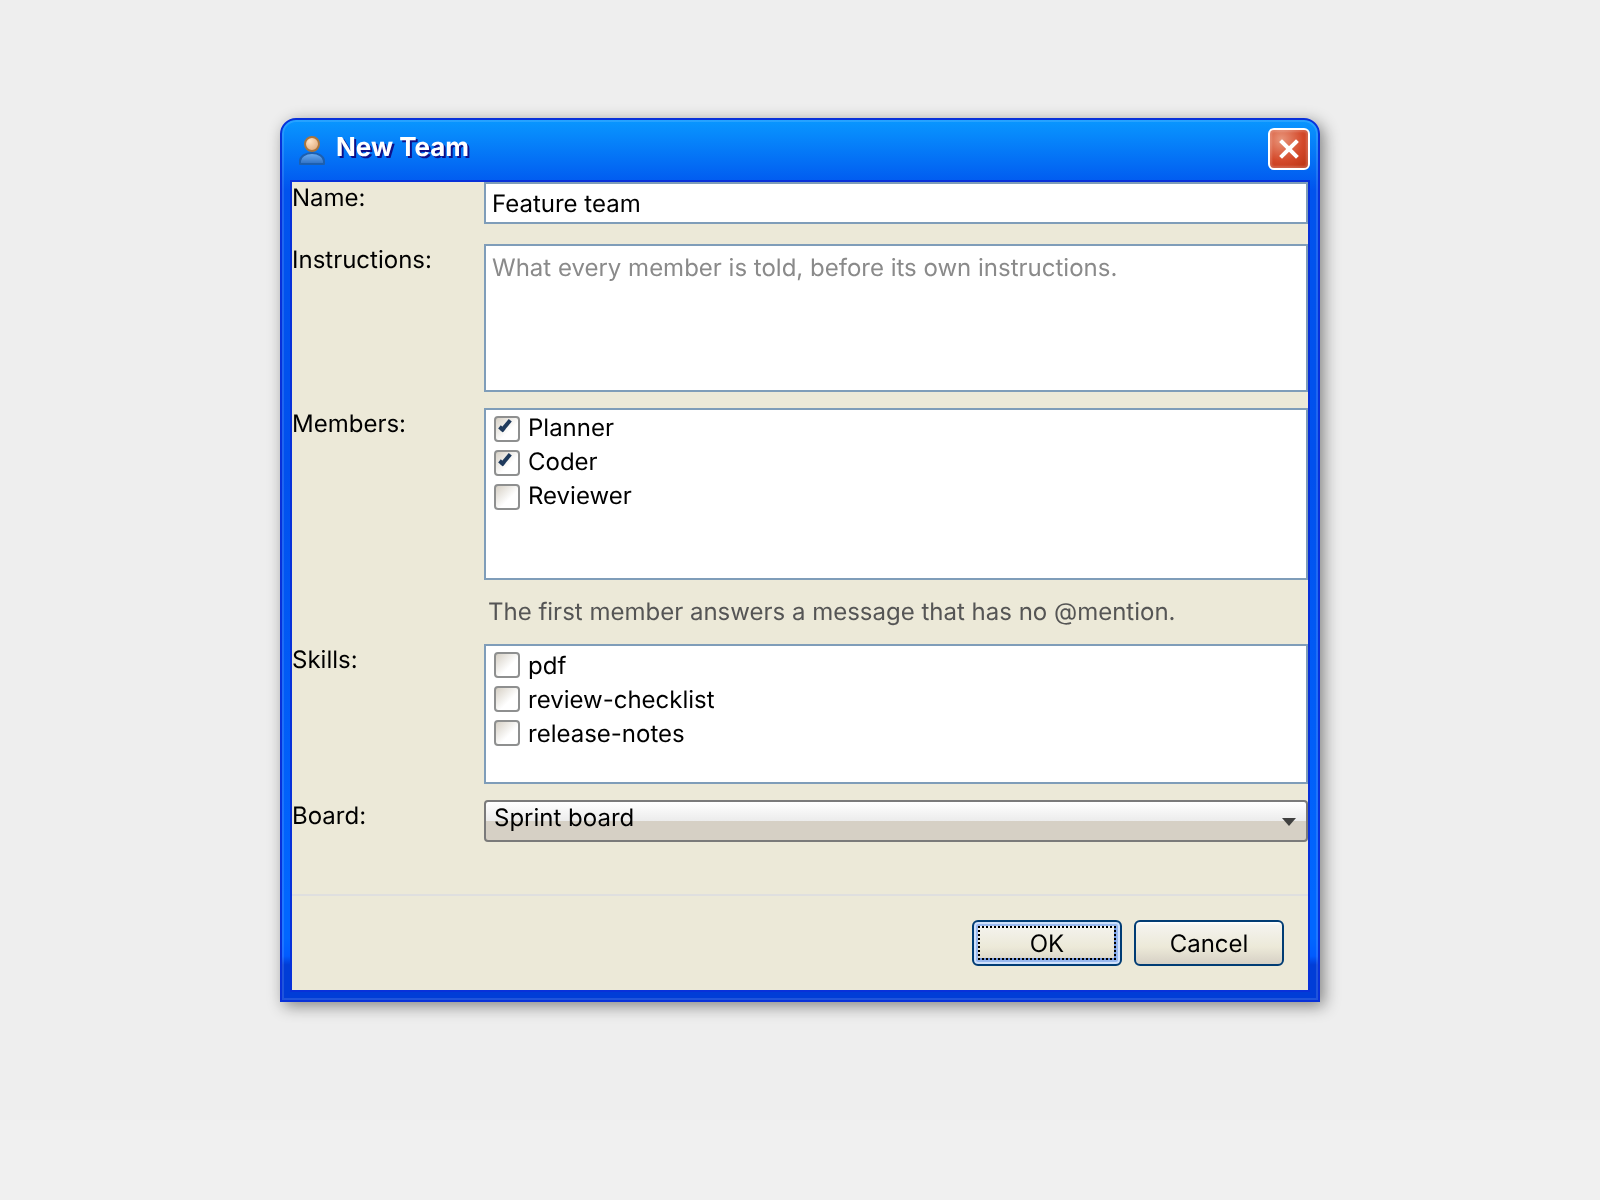 New Team
Name:
Feature team
Instructions:
What every member is told, before its own instructions.
Members:
Planner
Coder
Reviewer
The first member answers a message that has no @mention.
Skills:
pdf
review-checklist
release-notes
Board:
Sprint board
OK
Cancel